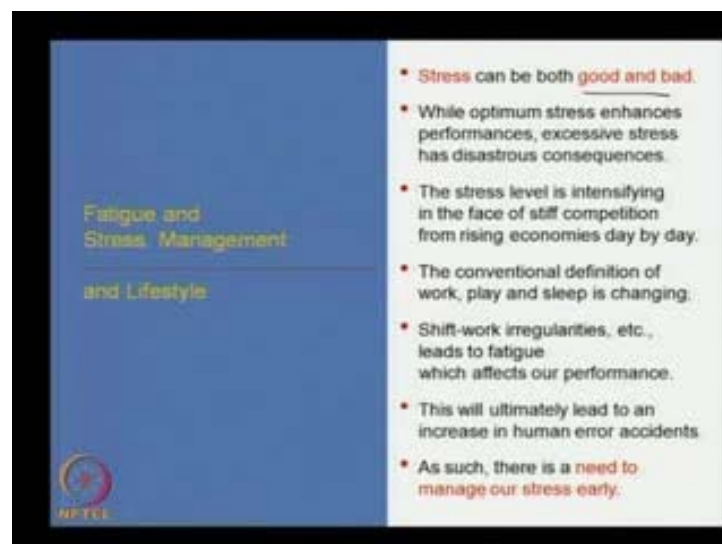 Fatigue and
Stress Management
and Lifestyle
NPTEL
• Stress can be both good and bad.
• While optimum stress enhances
performances, excessive stress
has disastrous consequences.
• The stress level is intensifying
in the face of stiff competition
from rising economies day by day.
• The conventional definition of
work, play and sleep is changing.
• Shift-work irregularities, etc.,
leads to fatigue
which affects our performance.
• This will ultimately lead to an
increase in human error accidents
• As such, there is a need to
manage our stress early.